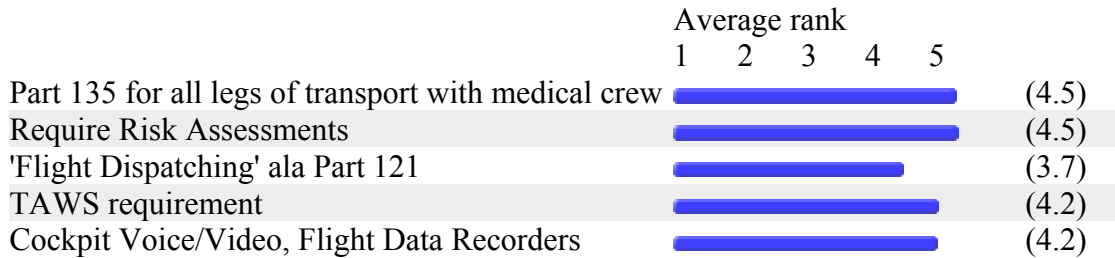 Average rank
1 2 3 4 5
Part 135 for all legs of transport with medical crew (4.5)
Require Risk Assessments (4.5)
'Flight Dispatching' ala Part 121 (3.7)
TAWS requirement (4.2)
Cockpit Voice/Video, Flight Data Recorders (4.2)